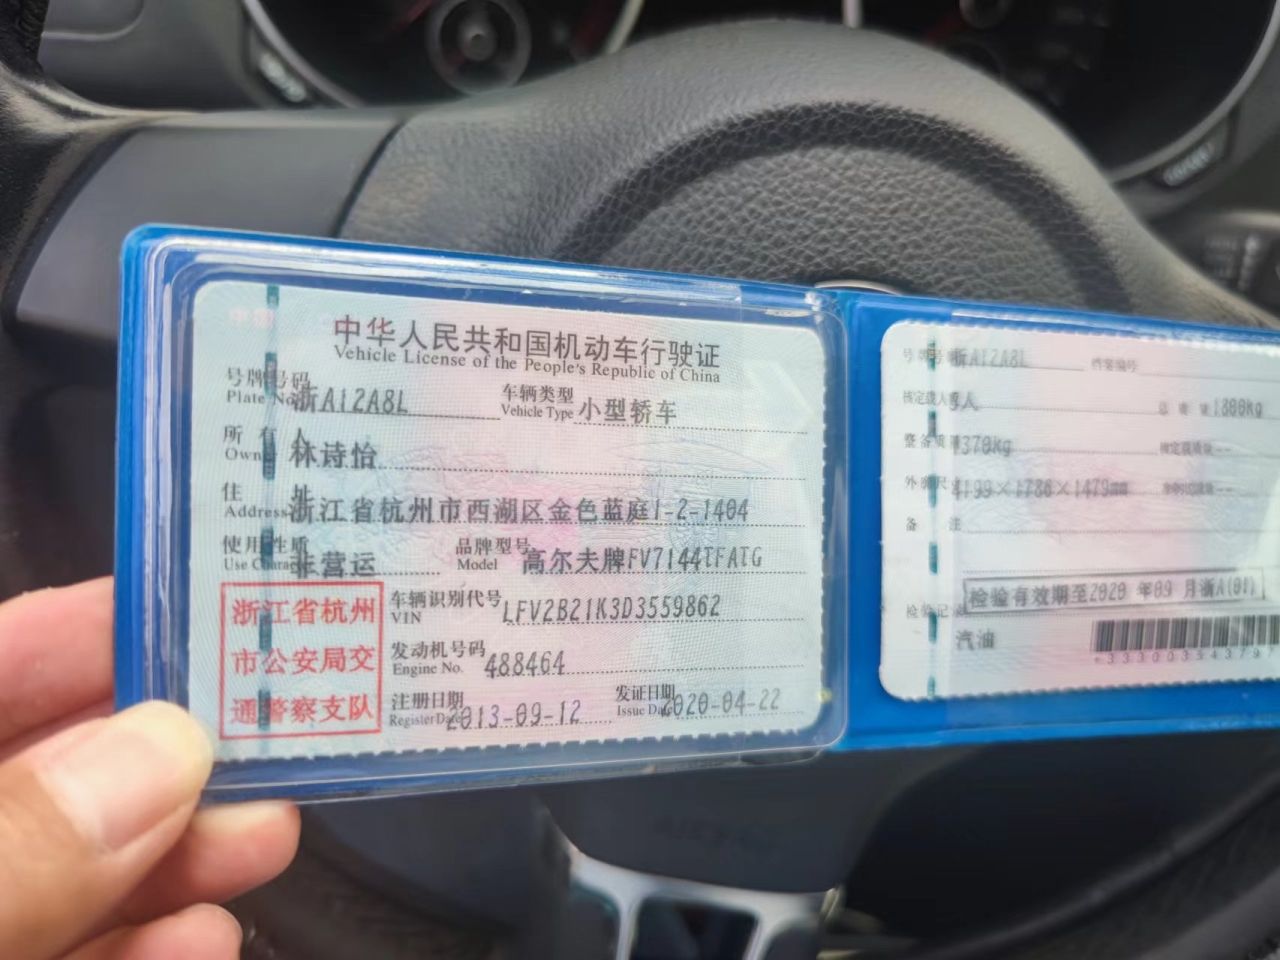 中华人民共和国机动车行驶证
Vehicle License of the People's Republic of China
号牌号码 浙A12A8L 车辆类型 小型轿车
Plate No. Vehicle Type
所有人 林诗怡
Owner
住址 浙江省杭州市西湖区金色蓝庭1-2-1404
Address
使用性质 非营运 品牌型号 高尔夫牌FV7144TFATG
Use Character Model
浙江省杭州
市公安局交
通警察支队
车辆识别代号 LFV2B21K3D3559862
VIN
发动机号码 488464
Engine No.
注册日期 2013-09-12 发证日期 2020-04-22
Register Date Issue Date
号牌号码 浙A12A8L 档案编号
核定载人数 5人 总质量 1880kg
整备质量 1370kg 核定载质量 --
外廓尺寸 4199×1786×1479mm --
备注
检验有效期至2020年09月浙A(01)
检验记录
汽油